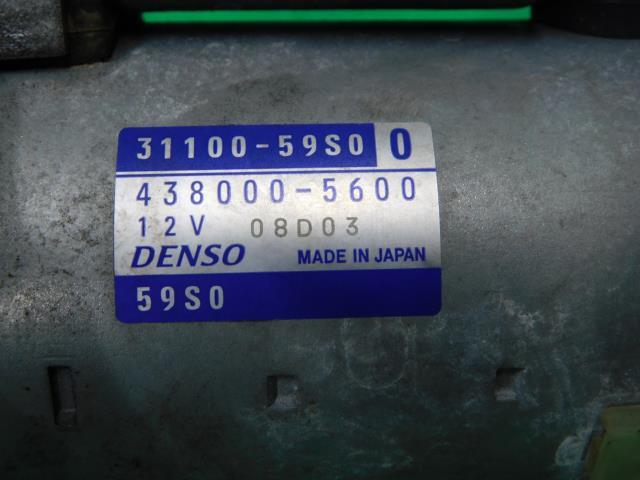 31100-59S0 0
438000-5600
12V 08D03
DENSO MADE IN JAPAN
59S0